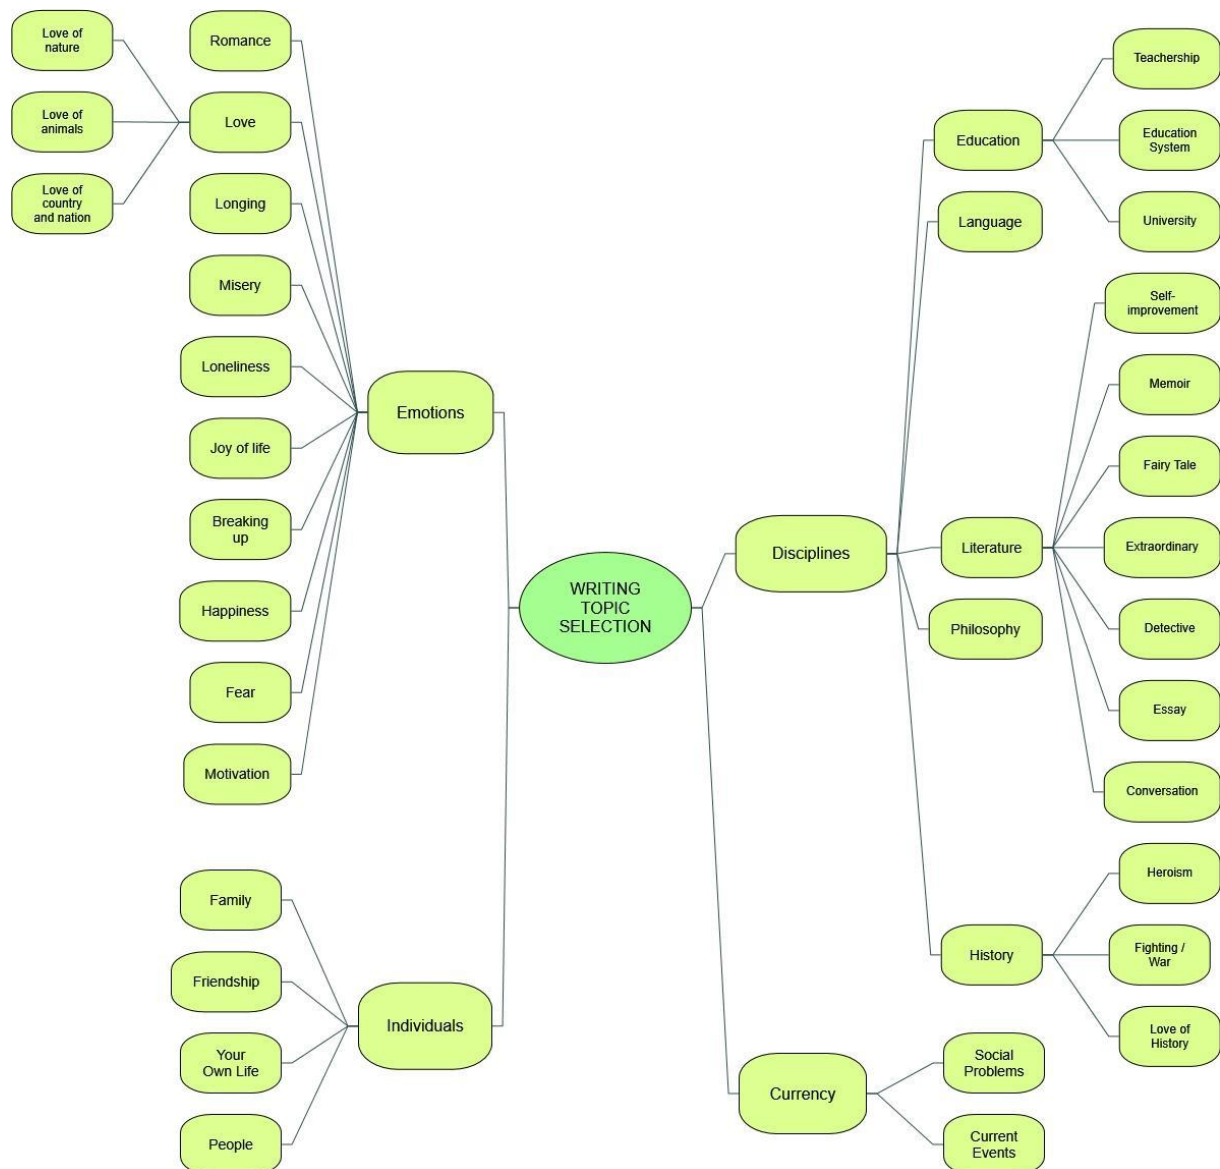 Love of
nature
Love of
animals
Love of
country
and nation
Romance
Love
Longing
Misery
Loneliness
Joy of life
Breaking
up
Happiness
Fear
Motivation
Emotions
Family
Friendship
Your
Own Life
People
Individuals
WRITING
TOPIC
SELECTION
Disciplines
Education
Language
Literature
Philosophy
History
Teachership
Education
System
University
Self-
improvement
Memoir
Fairy Tale
Extraordinary
Detective
Essay
Conversation
Heroism
Fighting /
War
Love of
History
Currency
Social
Problems
Current
Events